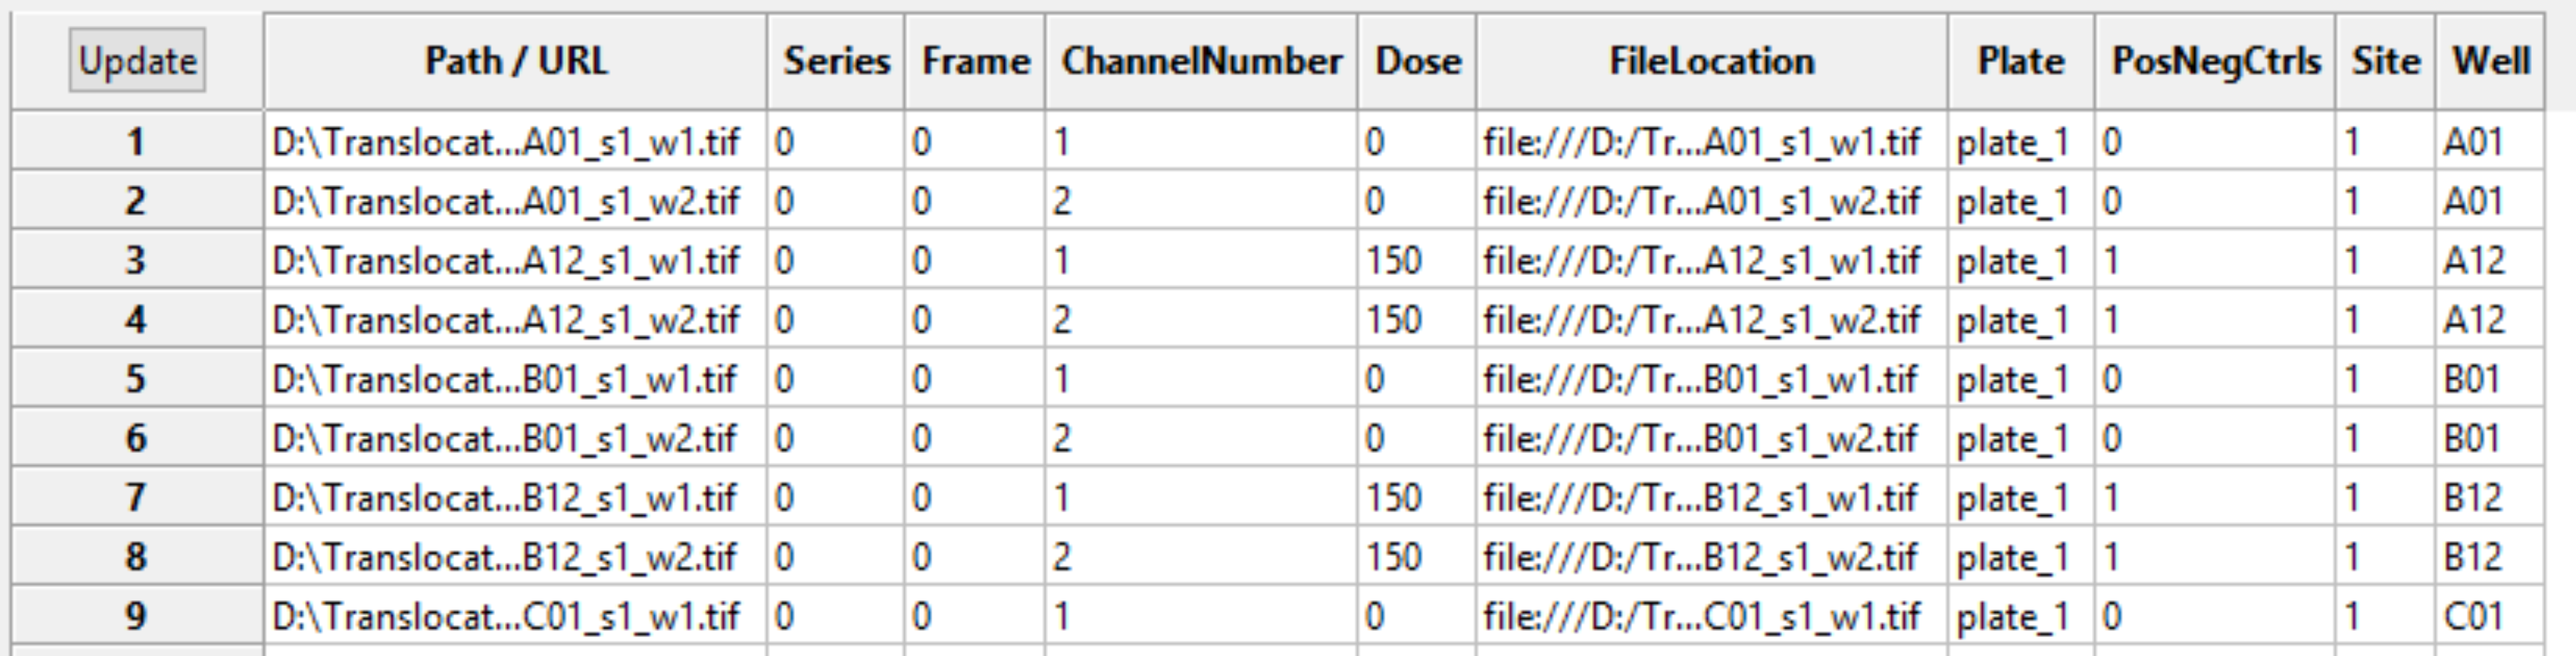 Update Path / URL Series Frame ChannelNumber Dose FileLocation Plate PosNegCtrls Site Well
1 D:\Translocat...A01_s1_w1.tif 0 0 1 0 file:///D:/Tr...A01_s1_w1.tif plate_1 0 1 A01
2 D:\Translocat...A01_s1_w2.tif 0 0 2 0 file:///D:/Tr...A01_s1_w2.tif plate_1 0 1 A01
3 D:\Translocat...A12_s1_w1.tif 0 0 1 150 file:///D:/Tr...A12_s1_w1.tif plate_1 1 1 A12
4 D:\Translocat...A12_s1_w2.tif 0 0 2 150 file:///D:/Tr...A12_s1_w2.tif plate_1 1 1 A12
5 D:\Translocat...B01_s1_w1.tif 0 0 1 0 file:///D:/Tr...B01_s1_w1.tif plate_1 0 1 B01
6 D:\Translocat...B01_s1_w2.tif 0 0 2 0 file:///D:/Tr...B01_s1_w2.tif plate_1 0 1 B01
7 D:\Translocat...B12_s1_w1.tif 0 0 1 150 file:///D:/Tr...B12_s1_w1.tif plate_1 1 1 B12
8 D:\Translocat...B12_s1_w2.tif 0 0 2 150 file:///D:/Tr...B12_s1_w2.tif plate_1 1 1 B12
9 D:\Translocat...C01_s1_w1.tif 0 0 1 0 file:///D:/Tr...C01_s1_w1.tif plate_1 0 1 C01